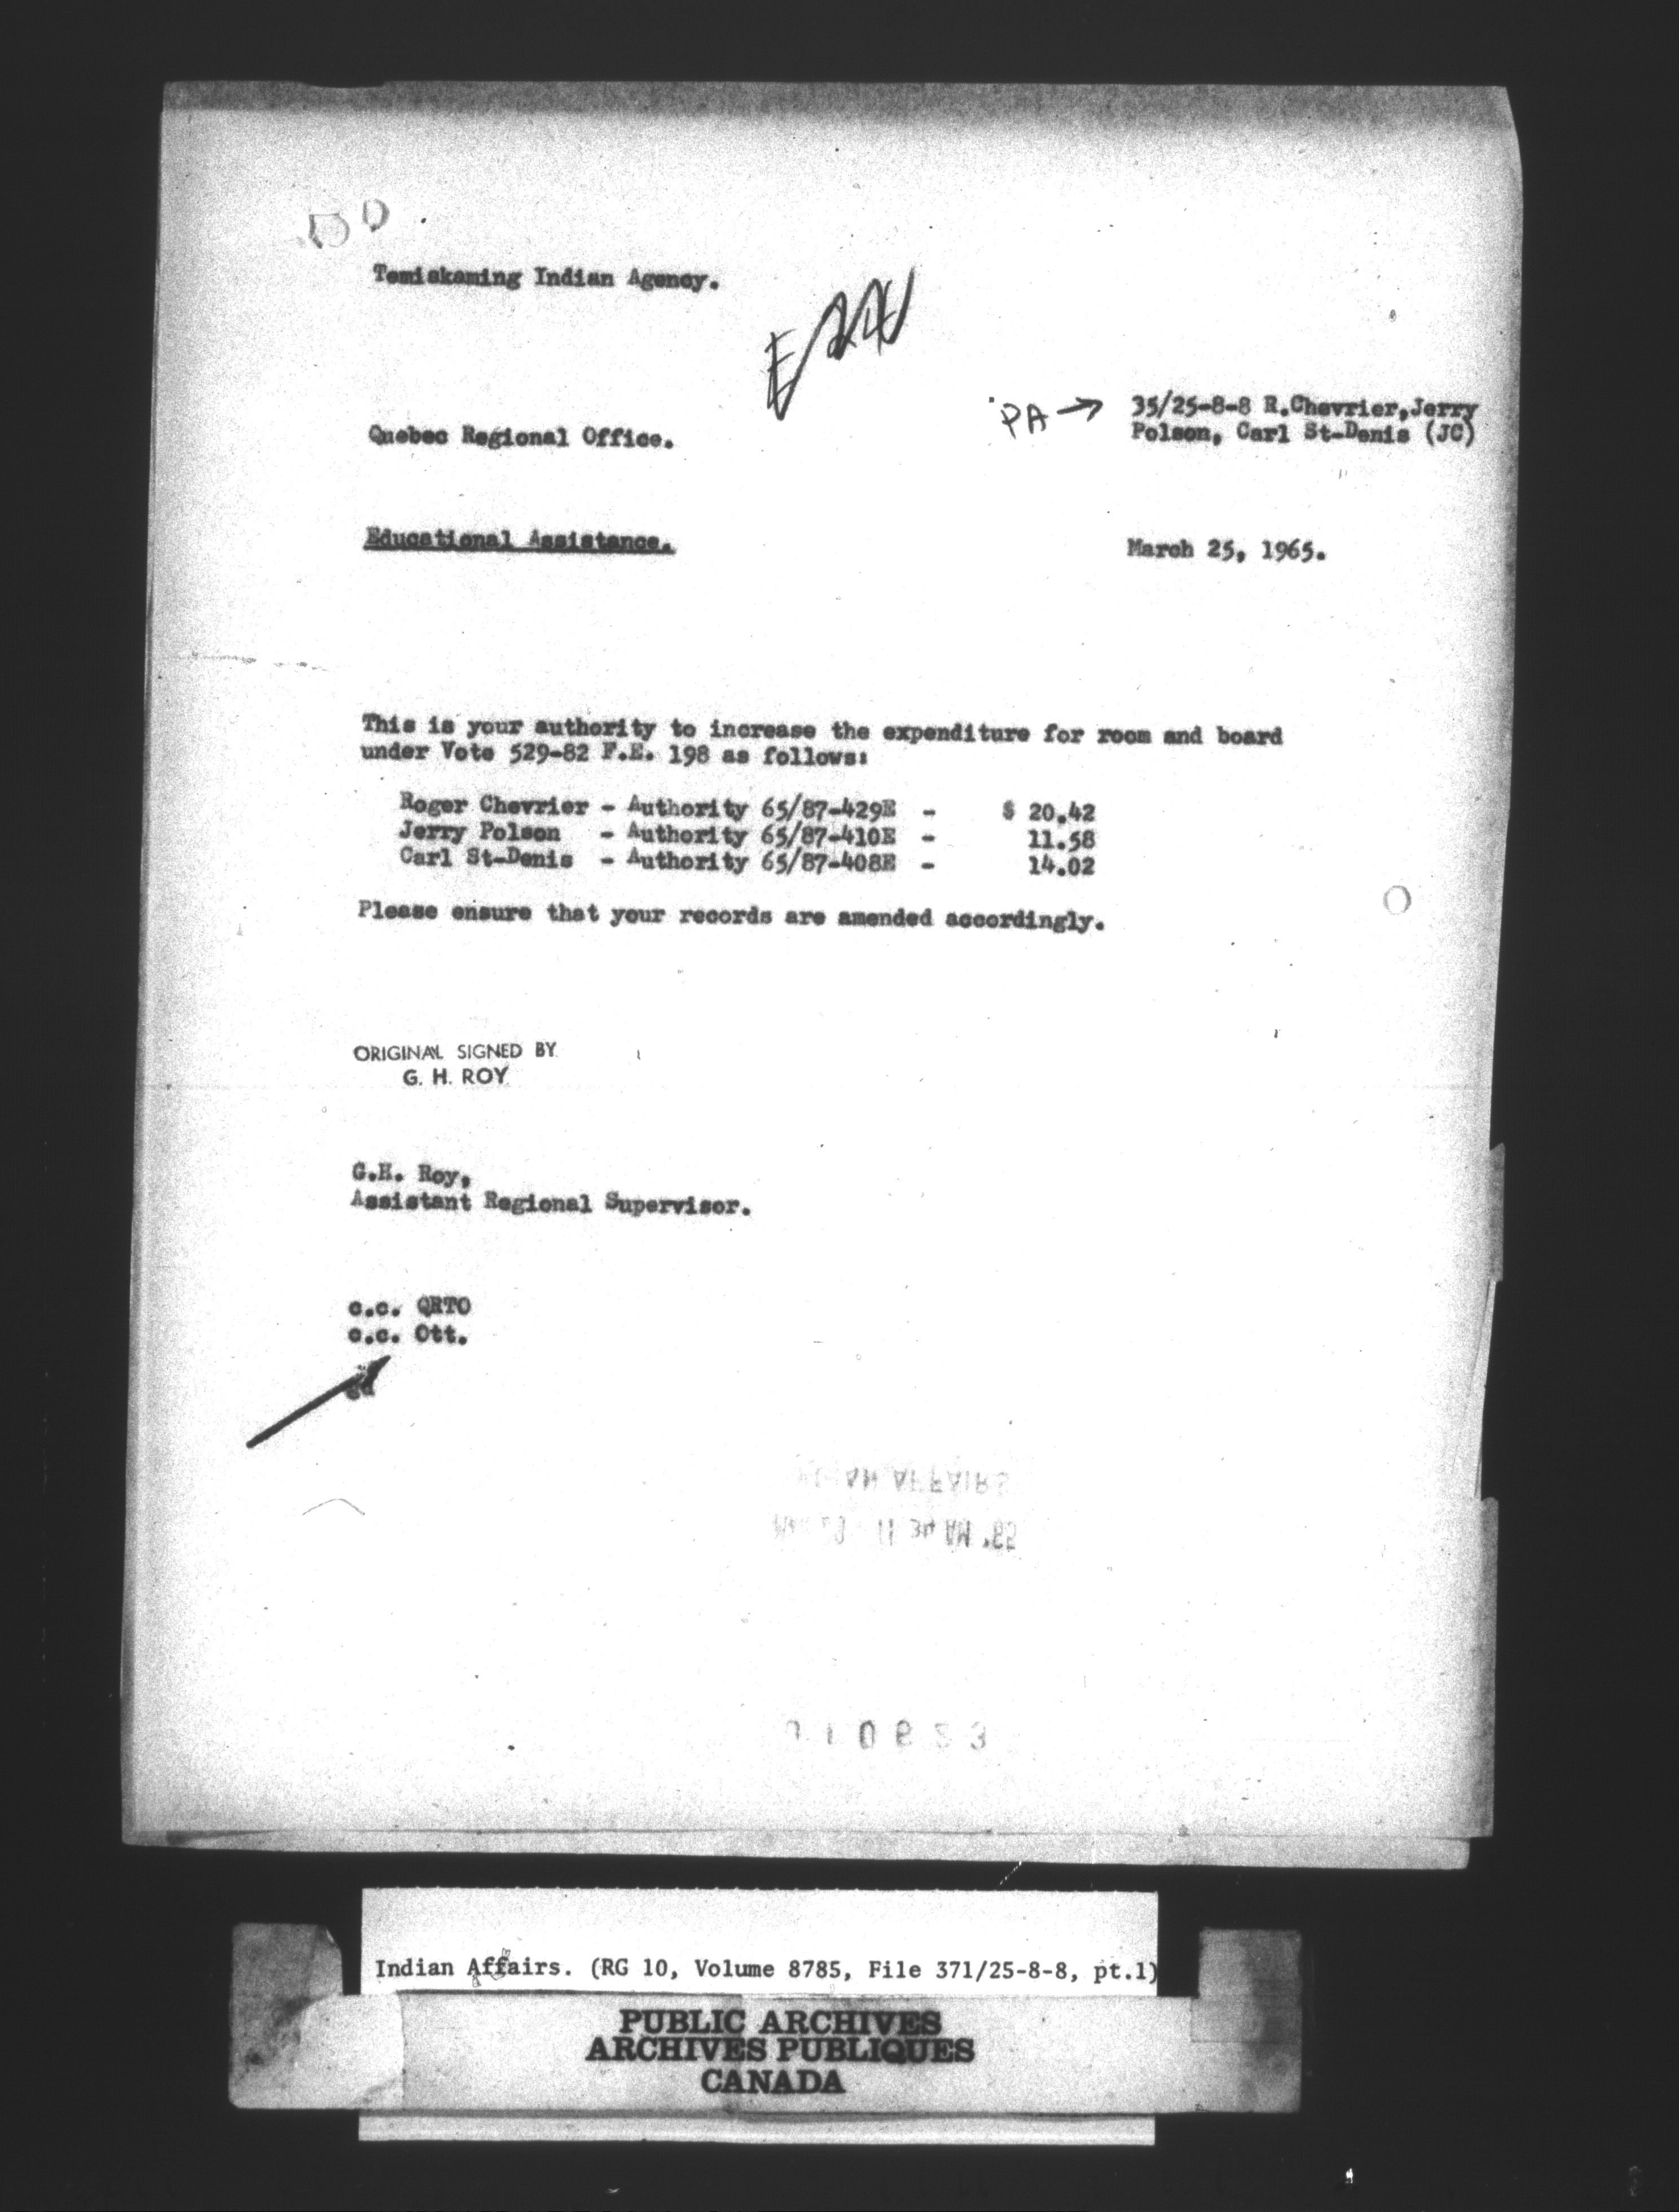 Temiskaming Indian Agency.
PA → 35/25-8-8 R.Chevrier,Jerry
Polson, Carl St-Denis (JC)
Quebec Regional Office.
Educational Assistance.
March 25, 1965.
This is your authority to increase the expenditure for room and board
under Vote 529-82 F.E. 198 as follows:
Roger Chevrier - Authority 65/87-429E - $ 20.42
Jerry Polson - Authority 65/87-410E - 11.58
Carl St-Denis - Authority 65/87-408E - 14.02
Please ensure that your records are amended accordingly.
ORIGINAL SIGNED BY
G. H. ROY
G.H. Roy,
Assistant Regional Supervisor.
c.c. QRTO
c.c. Ott.
AFFAIRS
Indian Affairs. (RG 10, Volume 8785, File 371/25-8-8, pt.1)
PUBLIC ARCHIVES
ARCHIVES PUBLIQUES
CANADA